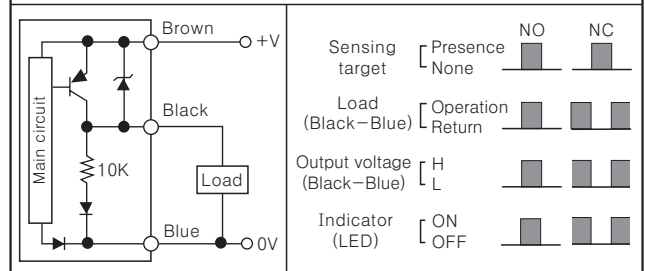 Brown
+V
Black
Main circuit
10K
Load
Blue
0V
NO NC
Sensing target Presence
None
Load (Black-Blue) Operation
Return
Output voltage (Black-Blue) H
L
Indicator (LED) ON
OFF